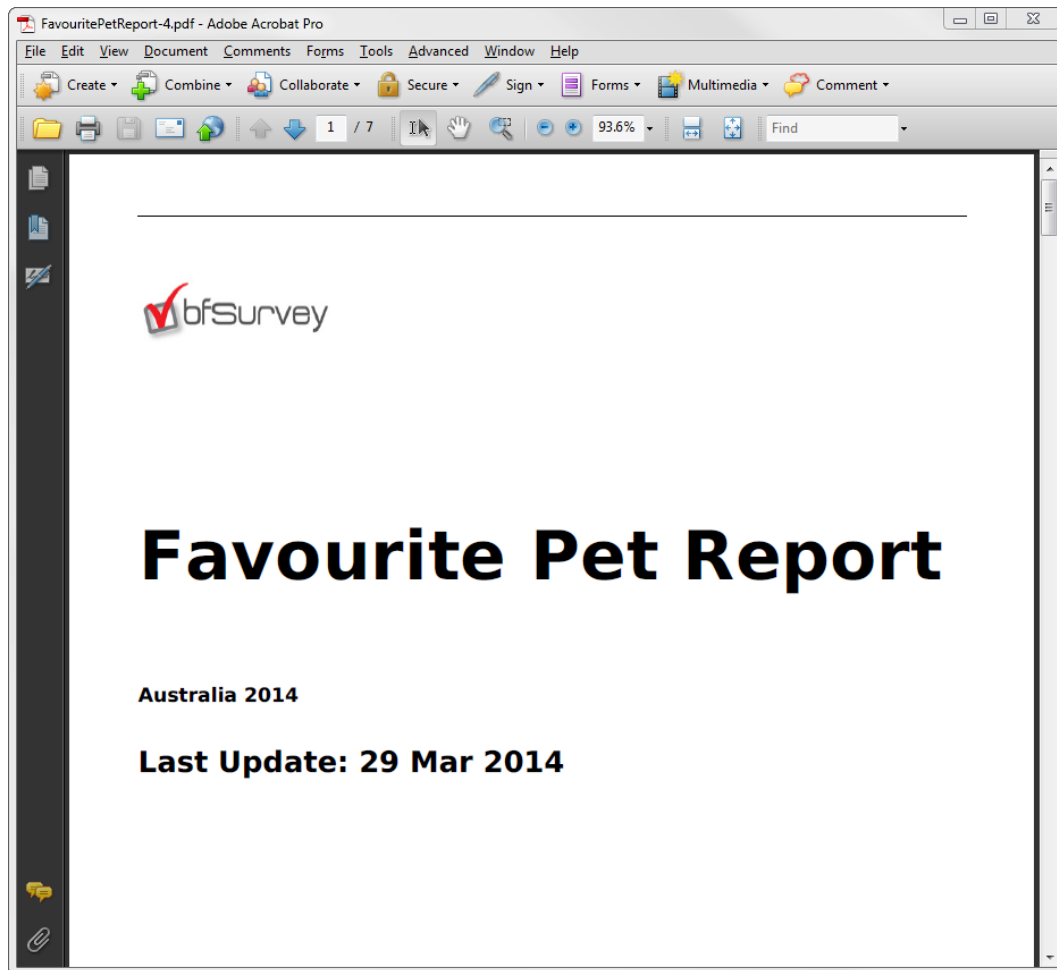 FavouritePetReport-4.pdf - Adobe Acrobat Pro
File Edit View Document Comments Forms Tools Advanced Window Help
Create Combine Collaborate Secure Sign Forms Multimedia Comment
1 / 7 93.6% Find
bfSurvey
Favourite Pet Report
Australia 2014
Last Update: 29 Mar 2014